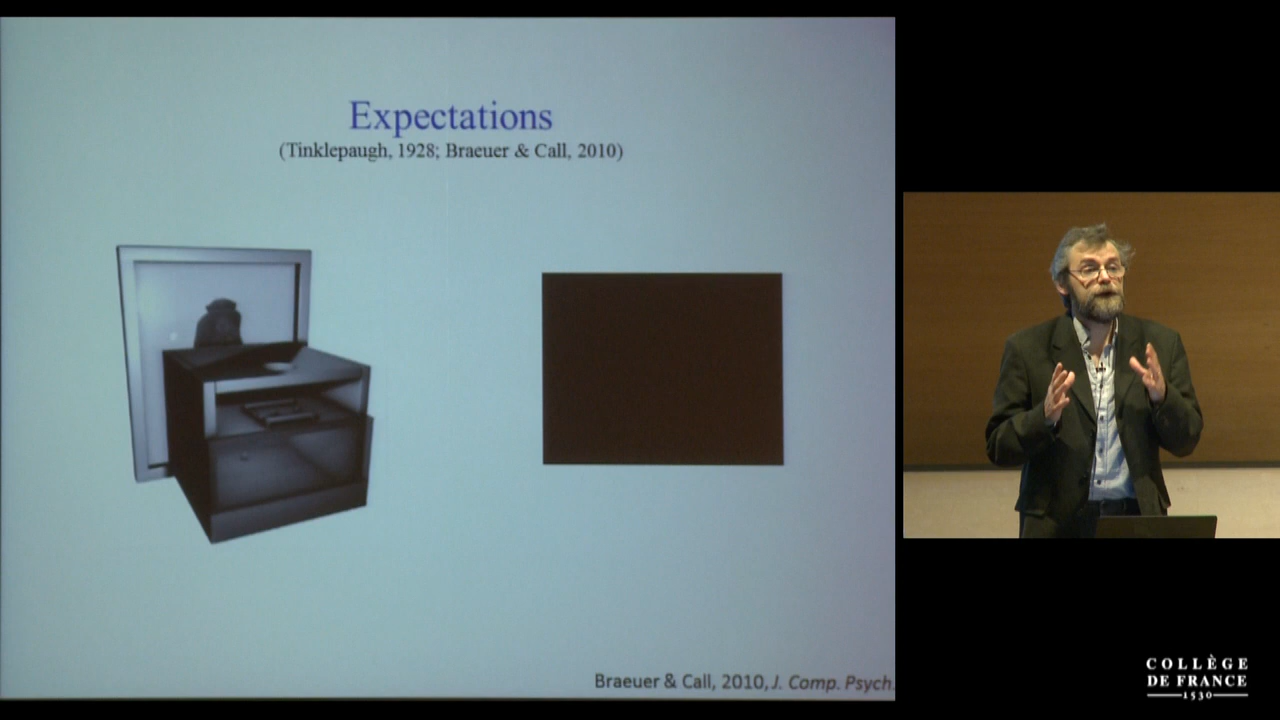 Expectations
(Tinklepaugh, 1928; Braeuer & Call, 2010)
Braeuer & Call, 2010, J. Comp. Psych.
COLLÈGE
DE FRANCE
1530